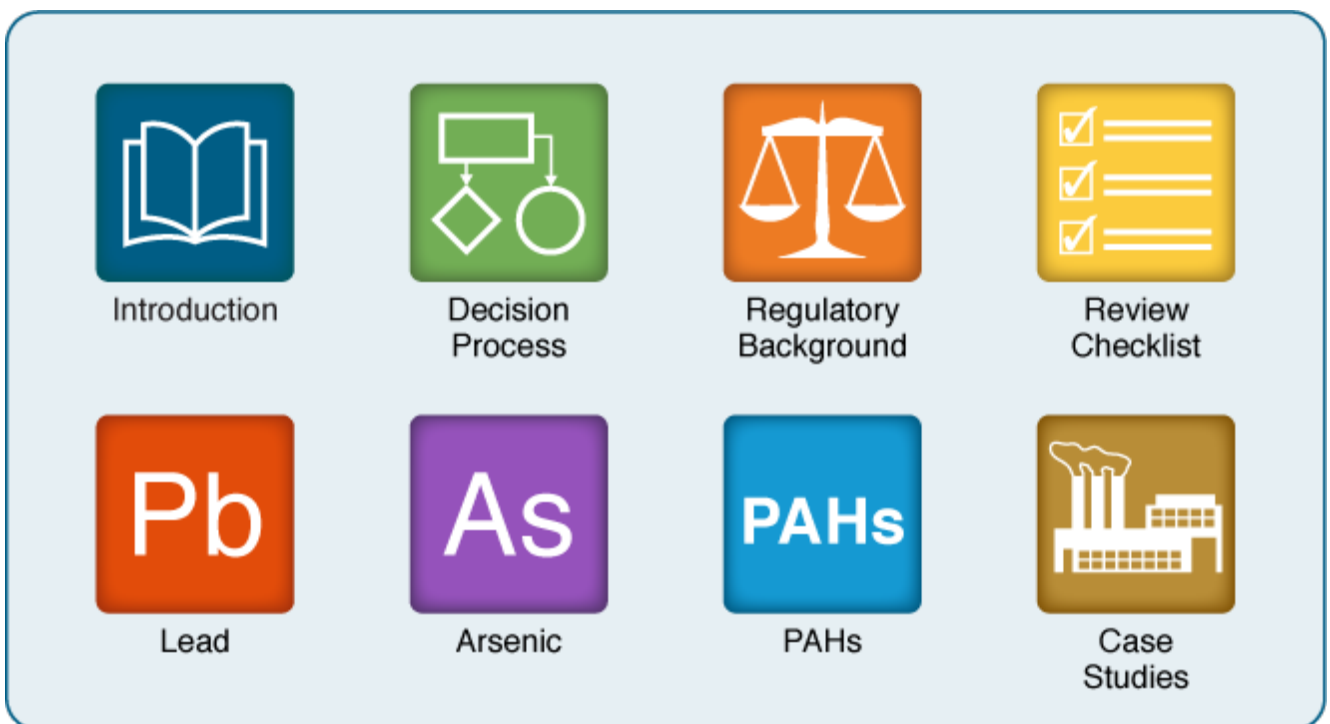 Introduction
Decision
Process
Regulatory
Background
Review
Checklist
Pb
As
PAHs
Lead
Arsenic
PAHs
Case
Studies